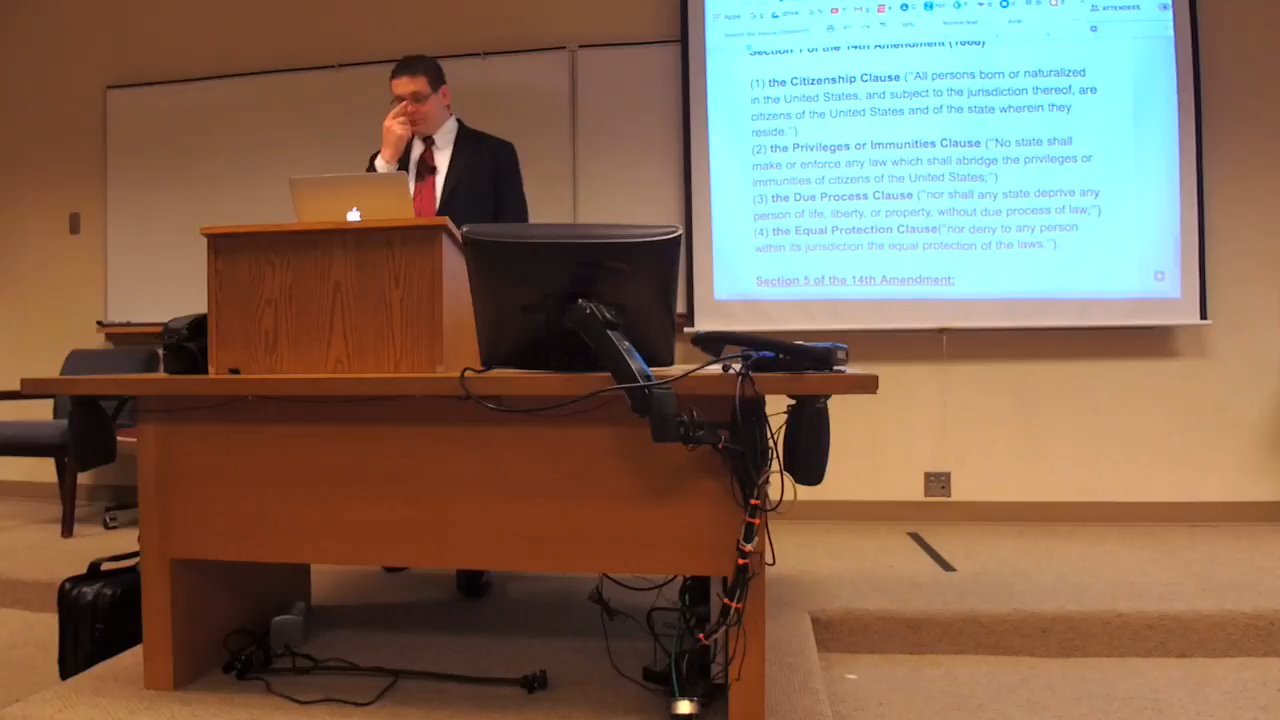 Apps
drive
ATTENDEES
Normal text
Arial
Section 1 of the 14th Amendment (1868)
(1) the Citizenship Clause ("All persons born or naturalized
in the United States, and subject to the jurisdiction thereof, are
citizens of the United States and of the state wherein they
reside.")
(2) the Privileges or Immunities Clause ("No state shall
make or enforce any law which shall abridge the privileges or
immunities of citizens of the United States;")
(3) the Due Process Clause ("nor shall any state deprive any
person of life, liberty, or property, without due process of law;")
(4) the Equal Protection Clause("nor deny to any person
within its jurisdiction the equal protection of the laws.").
Section 5 of the 14th Amendment: